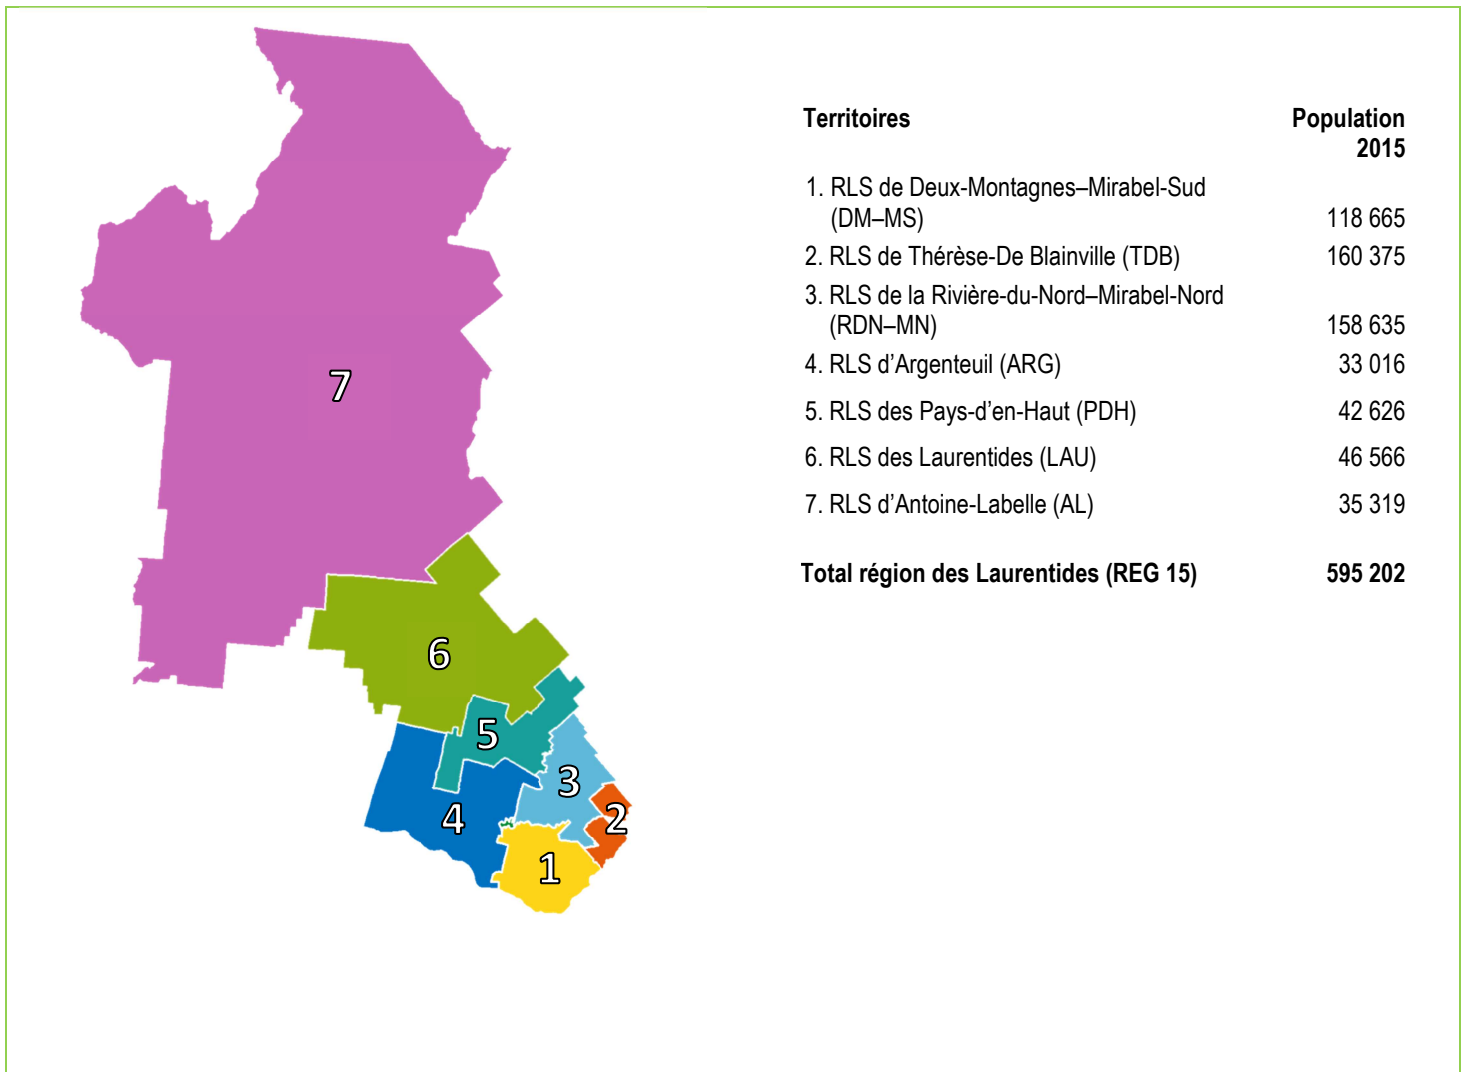 Territoires Population
2015
1. RLS de Deux-Montagnes–Mirabel-Sud
(DM–MS) 118 665
2. RLS de Thérèse-De Blainville (TDB) 160 375
3. RLS de la Rivière-du-Nord–Mirabel-Nord
(RDN–MN) 158 635
4. RLS d’Argenteuil (ARG) 33 016
5. RLS des Pays-d’en-Haut (PDH) 42 626
6. RLS des Laurentides (LAU) 46 566
7. RLS d’Antoine-Labelle (AL) 35 319
Total région des Laurentides (REG 15) 595 202
7
6
5
3
4
2
1